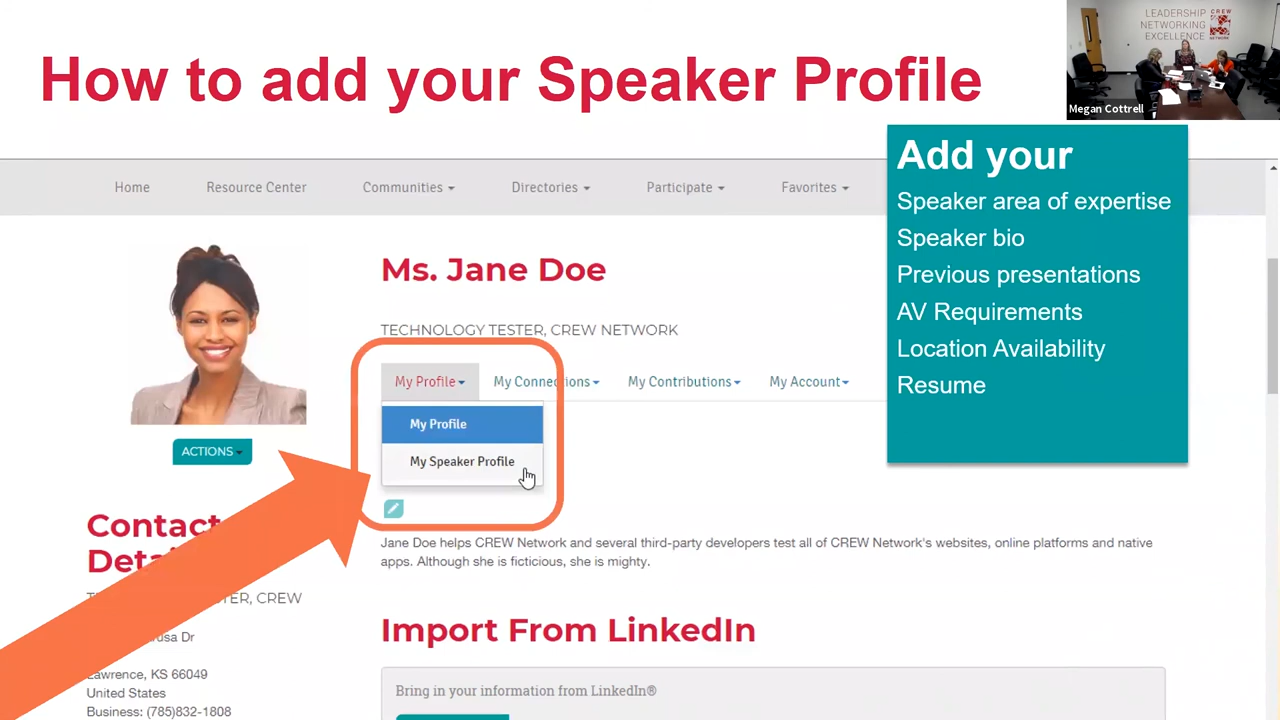 How to add your Speaker Profile
LEADERSHIP
NETWORKING
EXCELLENCE
CREW
NETWORK
Megan Cottrell
Add your
Speaker area of expertise
Speaker bio
Previous presentations
AV Requirements
Location Availability
Resume
Home Resource Center Communities Directories Participate Favorites
Ms. Jane Doe
TECHNOLOGY TESTER, CREW NETWORK
My Profile My Connections My Contributions My Account
My Profile
My Speaker Profile
ACTIONS
Jane Doe helps CREW Network and several third-party developers test all of CREW Network's websites, online platforms and native
apps. Although she is ficticious, she is mighty.
Contact
Details
CREW
Dr
Lawrence, KS 66049
United States
Business: (785)832-1808
Import From LinkedIn
Bring in your information from LinkedIn®